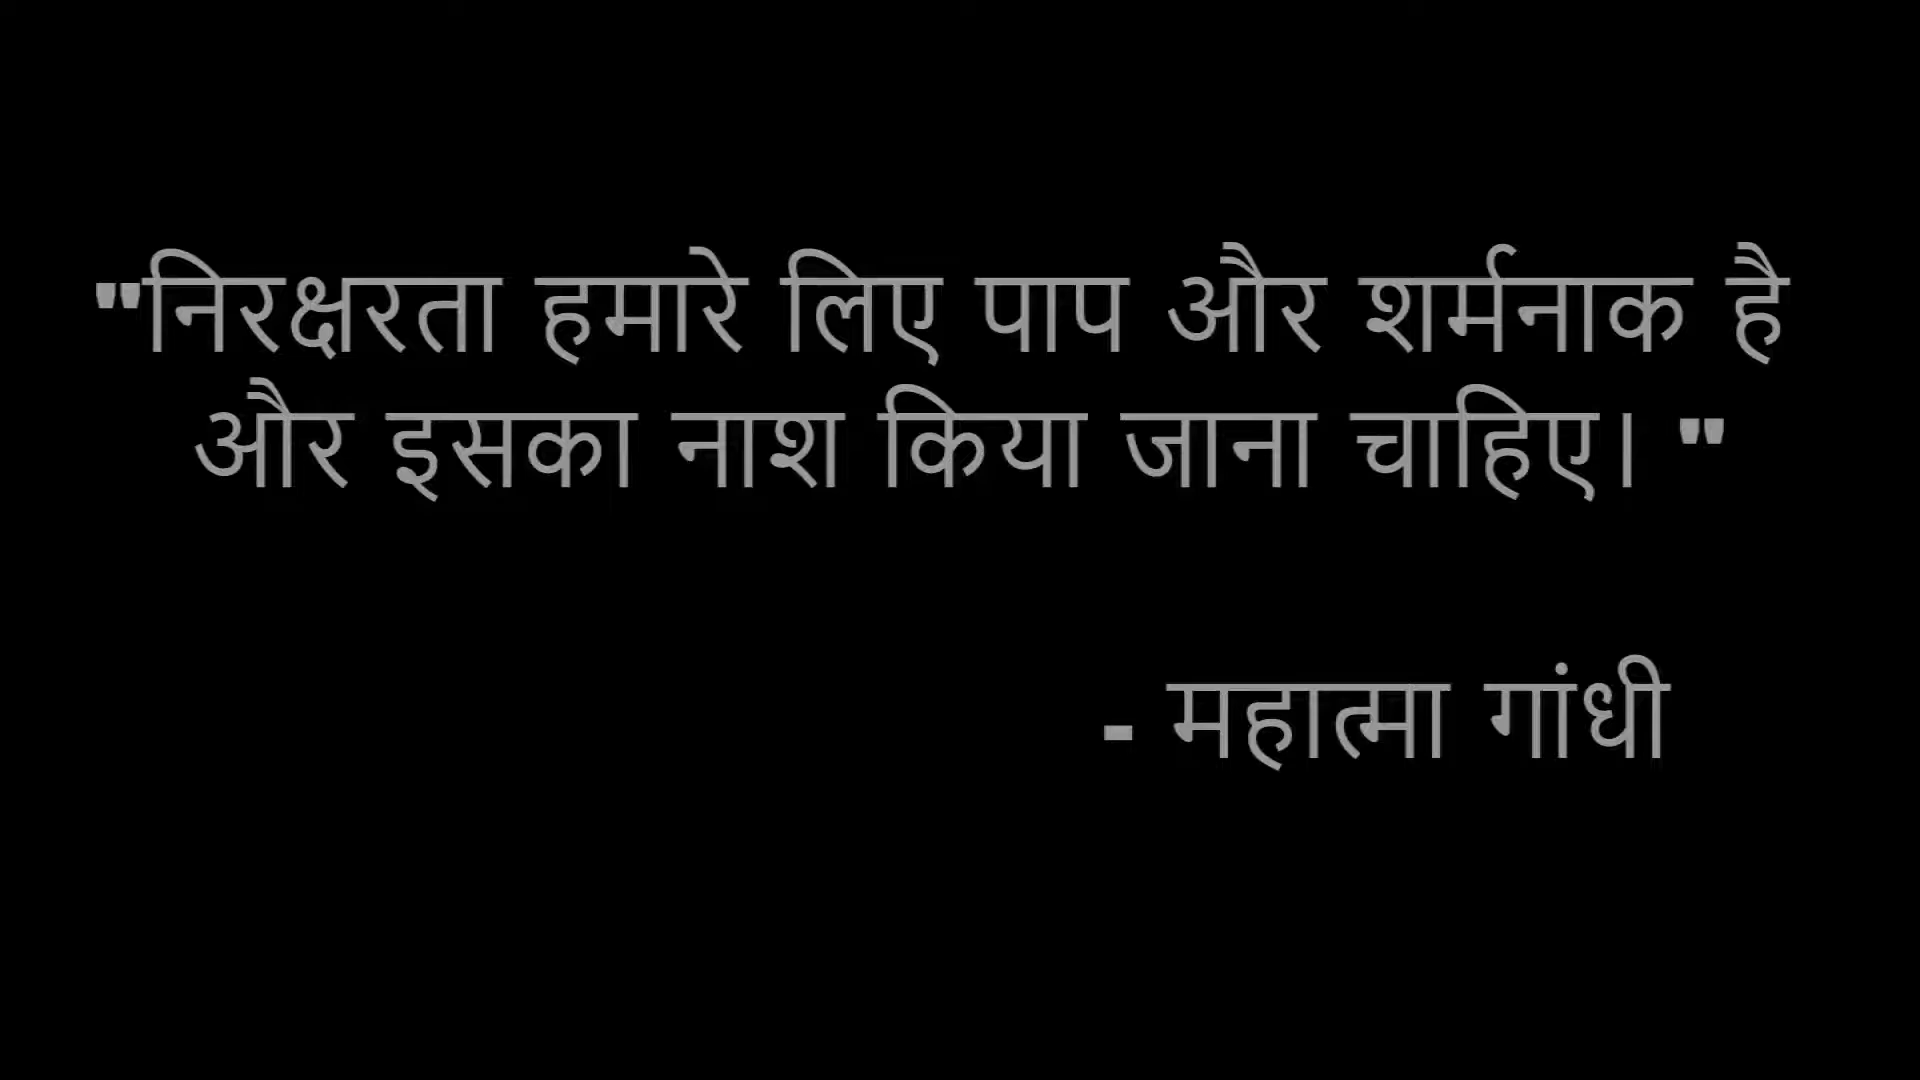 "निरक्षरता हमारे लिए पाप और शर्मनाक है
और इसका नाश किया जाना चाहिए। "
- महात्मा गांधी